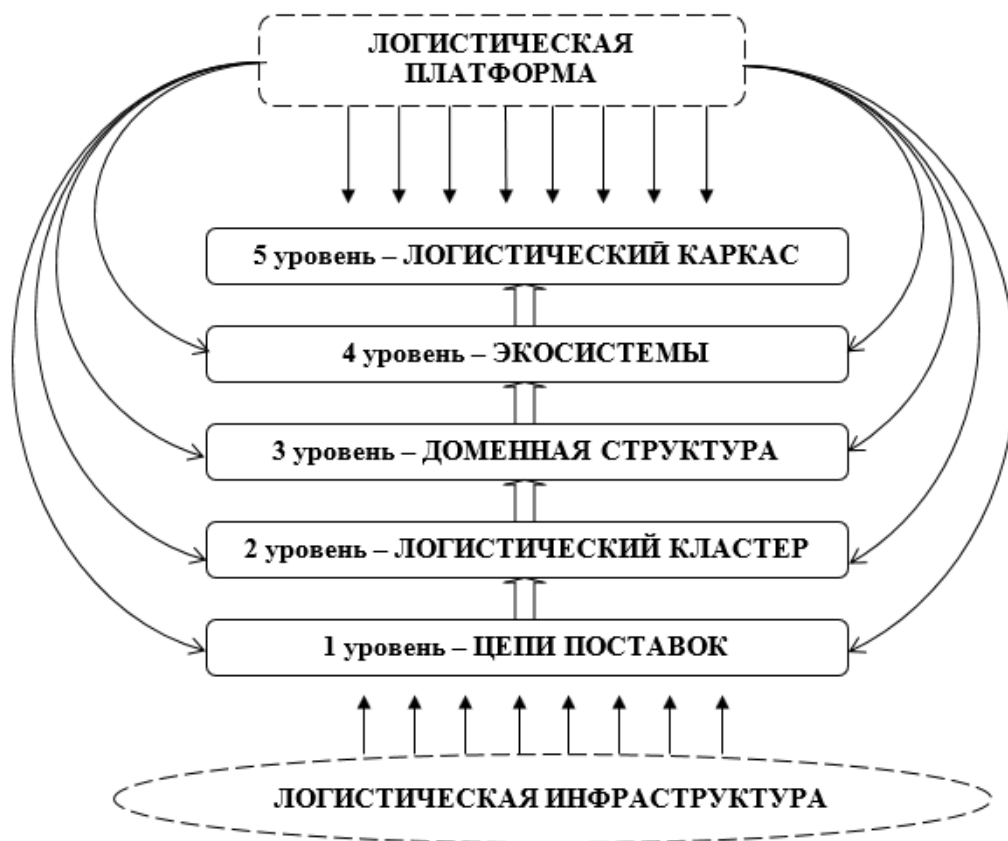 ЛОГИСТИЧЕСКАЯ
ПЛАТФОРМА
5 уровень – ЛОГИСТИЧЕСКИЙ КАРКАС
4 уровень – ЭКОСИСТЕМЫ
3 уровень – ДОМЕННАЯ СТРУКТУРА
2 уровень – ЛОГИСТИЧЕСКИЙ КЛАСТЕР
1 уровень – ЦЕПИ ПОСТАВОК
ЛОГИСТИЧЕСКАЯ ИНФРАСТРУКТУРА